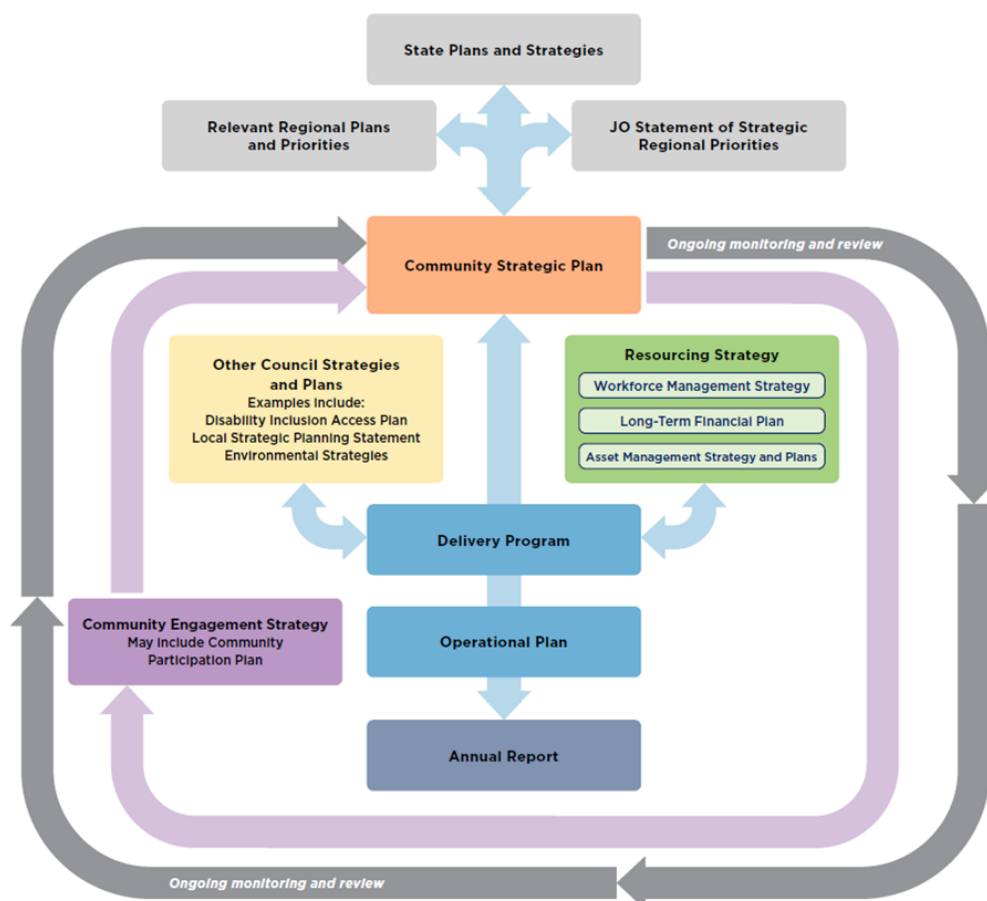 State Plans and Strategies
Relevant Regional Plans
and Priorities
JO Statement of Strategic
Regional Priorities
Community Strategic Plan
Ongoing monitoring and review
Other Council Strategies
and Plans
Examples include:
Disability Inclusion Access Plan
Local Strategic Planning Statement
Environmental Strategies
Resourcing Strategy
Workforce Management Strategy
Long-Term Financial Plan
Asset Management Strategy and Plans
Delivery Program
Community Engagement Strategy
May include Community
Participation Plan
Operational Plan
Annual Report
Ongoing monitoring and review